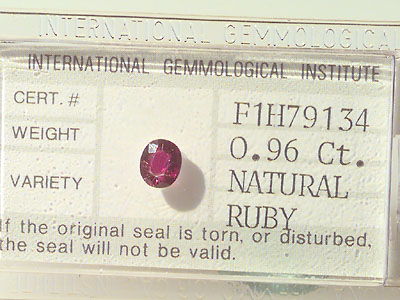 INTERNATIONAL GEMMOLOGICA
INTERNATIONAL GEMMOLOGICAL INSTITUTE
CERT. # F1H79134
WEIGHT 0.96 Ct.
VARIETY NATURAL
RUBY
If the original seal is torn, or disturbed,
the seal will not be valid.